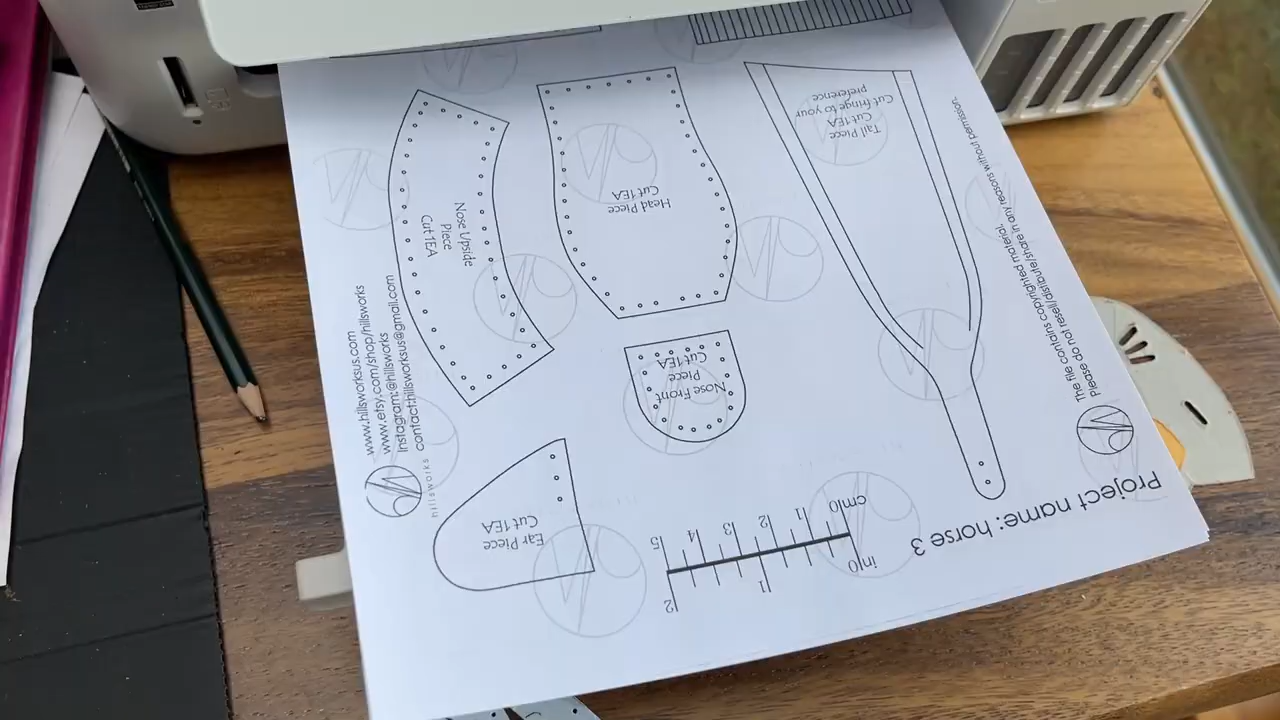 Project name: horse 3
the file contains copyrighted material.
Please do not resell/distibute/share in any reasons without permisson.
in|0
|1
|2
cm|0
|1
|2
|3
|4
|5
Ear Piece
Cut 1EA
Nose Front
Piece
Cut 1EA
Tail Piece
Cut 1EA
Cut fringe to your
preference
Head Piece
Cut 1EA
Nose Upside
Piece
Cut 1EA
hillsworks
www.hillsworksus.com
www.etsy.com/shop/hillsworks
Instagram:@hillsworks
contact:hillsworksus@gmail.com